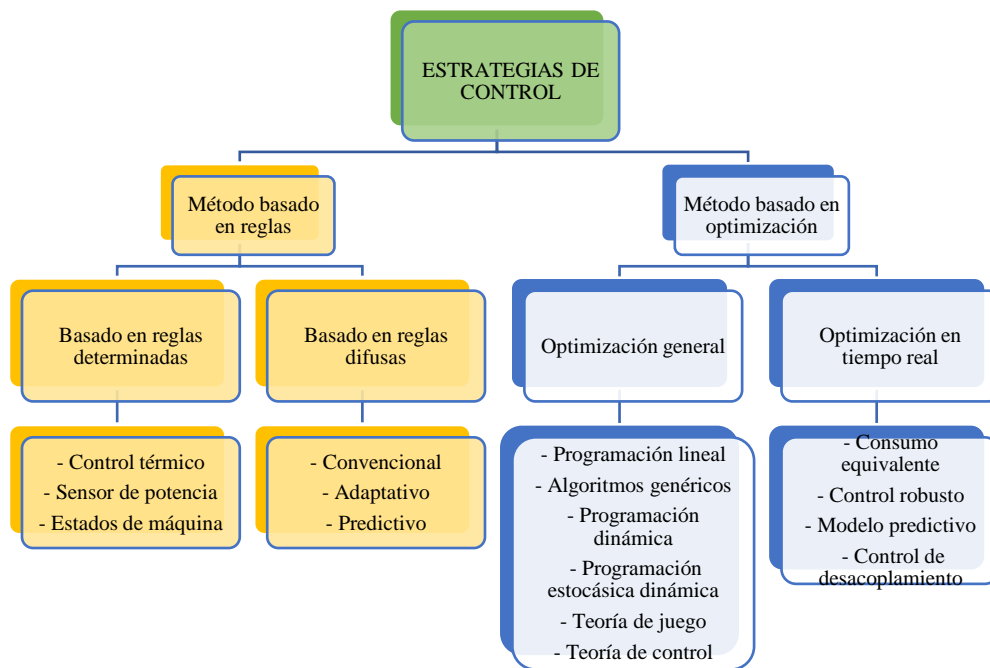 ESTRATEGIAS DE
CONTROL
Método basado
en reglas
Método basado en
optimización
Basado en reglas
determinadas
Basado en reglas
difusas
Optimización general
Optimización en
tiempo real
- Control térmico
- Sensor de potencia
- Estados de máquina
- Convencional
- Adaptativo
- Predictivo
- Programación lineal
- Algoritmos genéricos
- Programación
dinámica
- Programación
estocásica dinámica
- Teoría de juego
- Teoría de control
- Consumo
equivalente
- Control robusto
- Modelo predictivo
- Control de
desacoplamiento